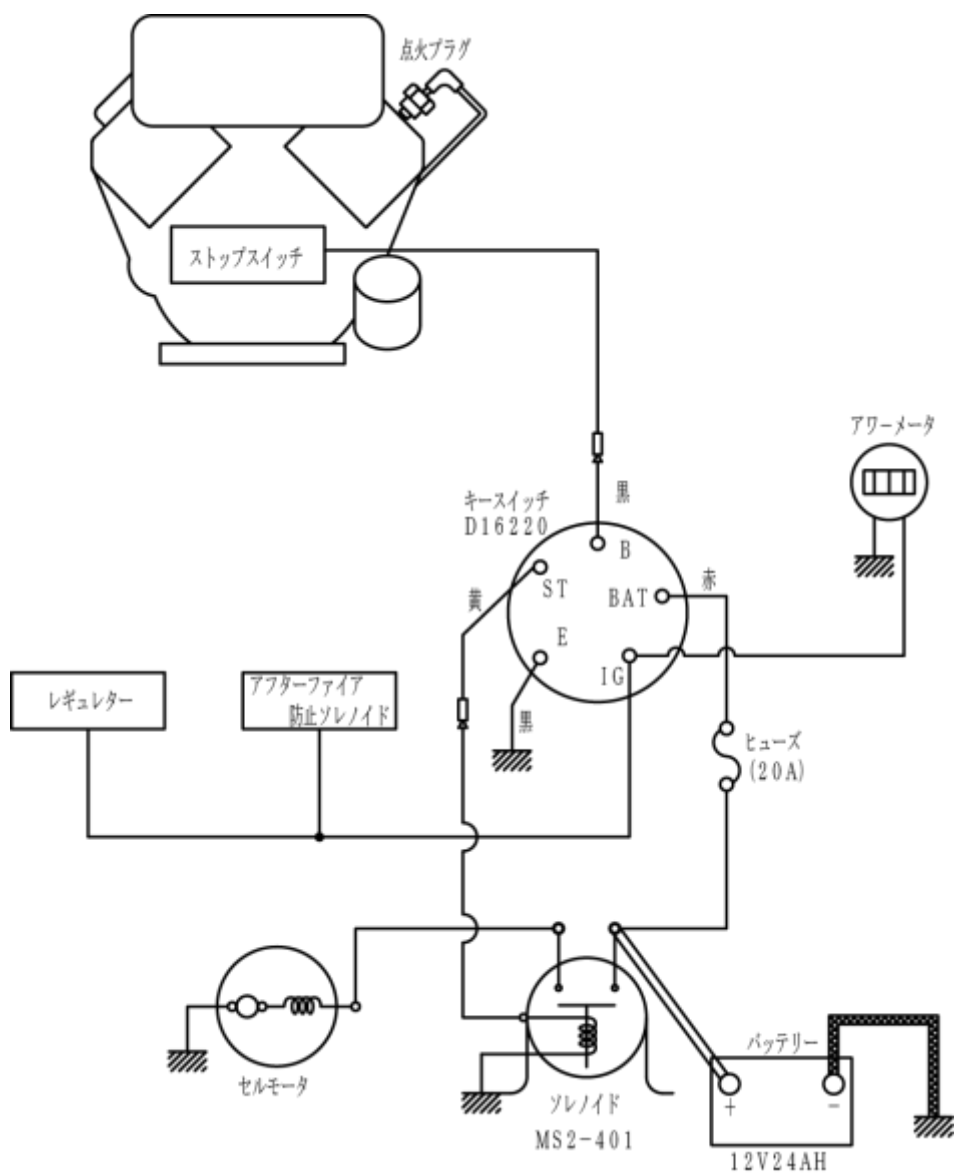 点火プラグ
ストップスイッチ
アワーメータ
キースイッチ
D16220
黒
B
ST
BAT
赤
黄
E
IG
黒
レギュレター
アフターファイア
防止ソレノイド
ヒューズ
(20A)
セルモータ
ソレノイド
MS2-401
バッテリー
+
-
12V24AH